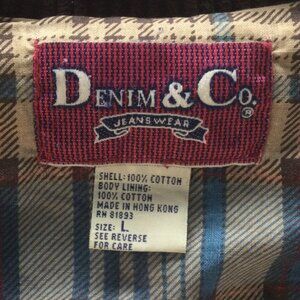 DENIM & CO.®
JEANSWEAR
SHELL: 100% COTTON
BODY LINING:
100% COTTON
MADE IN HONG KONG
RN 81893
SIZE: L
SEE REVERSE
FOR CARE